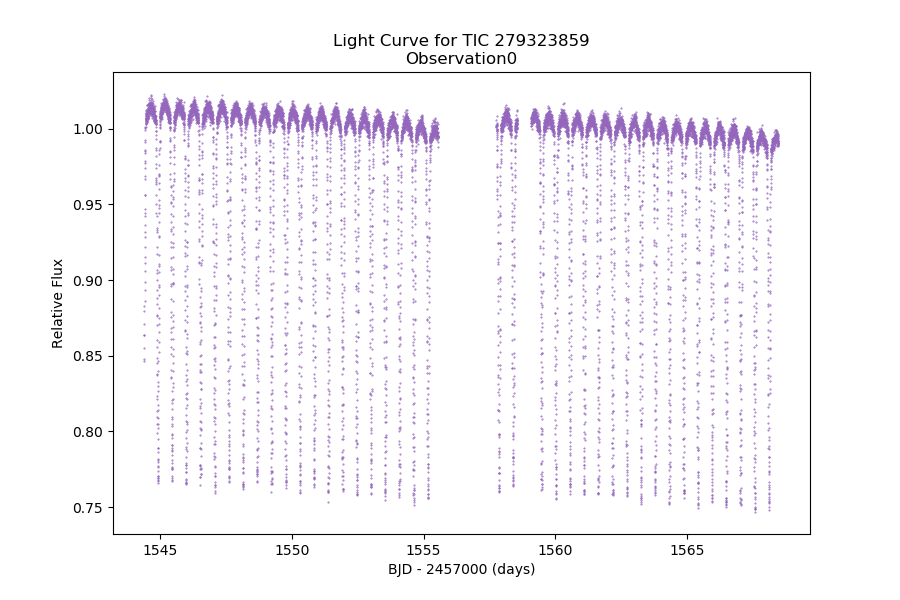 Light Curve for TIC 279323859
Observation0
Relative Flux
1.00
0.95
0.90
0.85
0.80
0.75
1545 1550 1555 1560 1565
BJD - 2457000 (days)